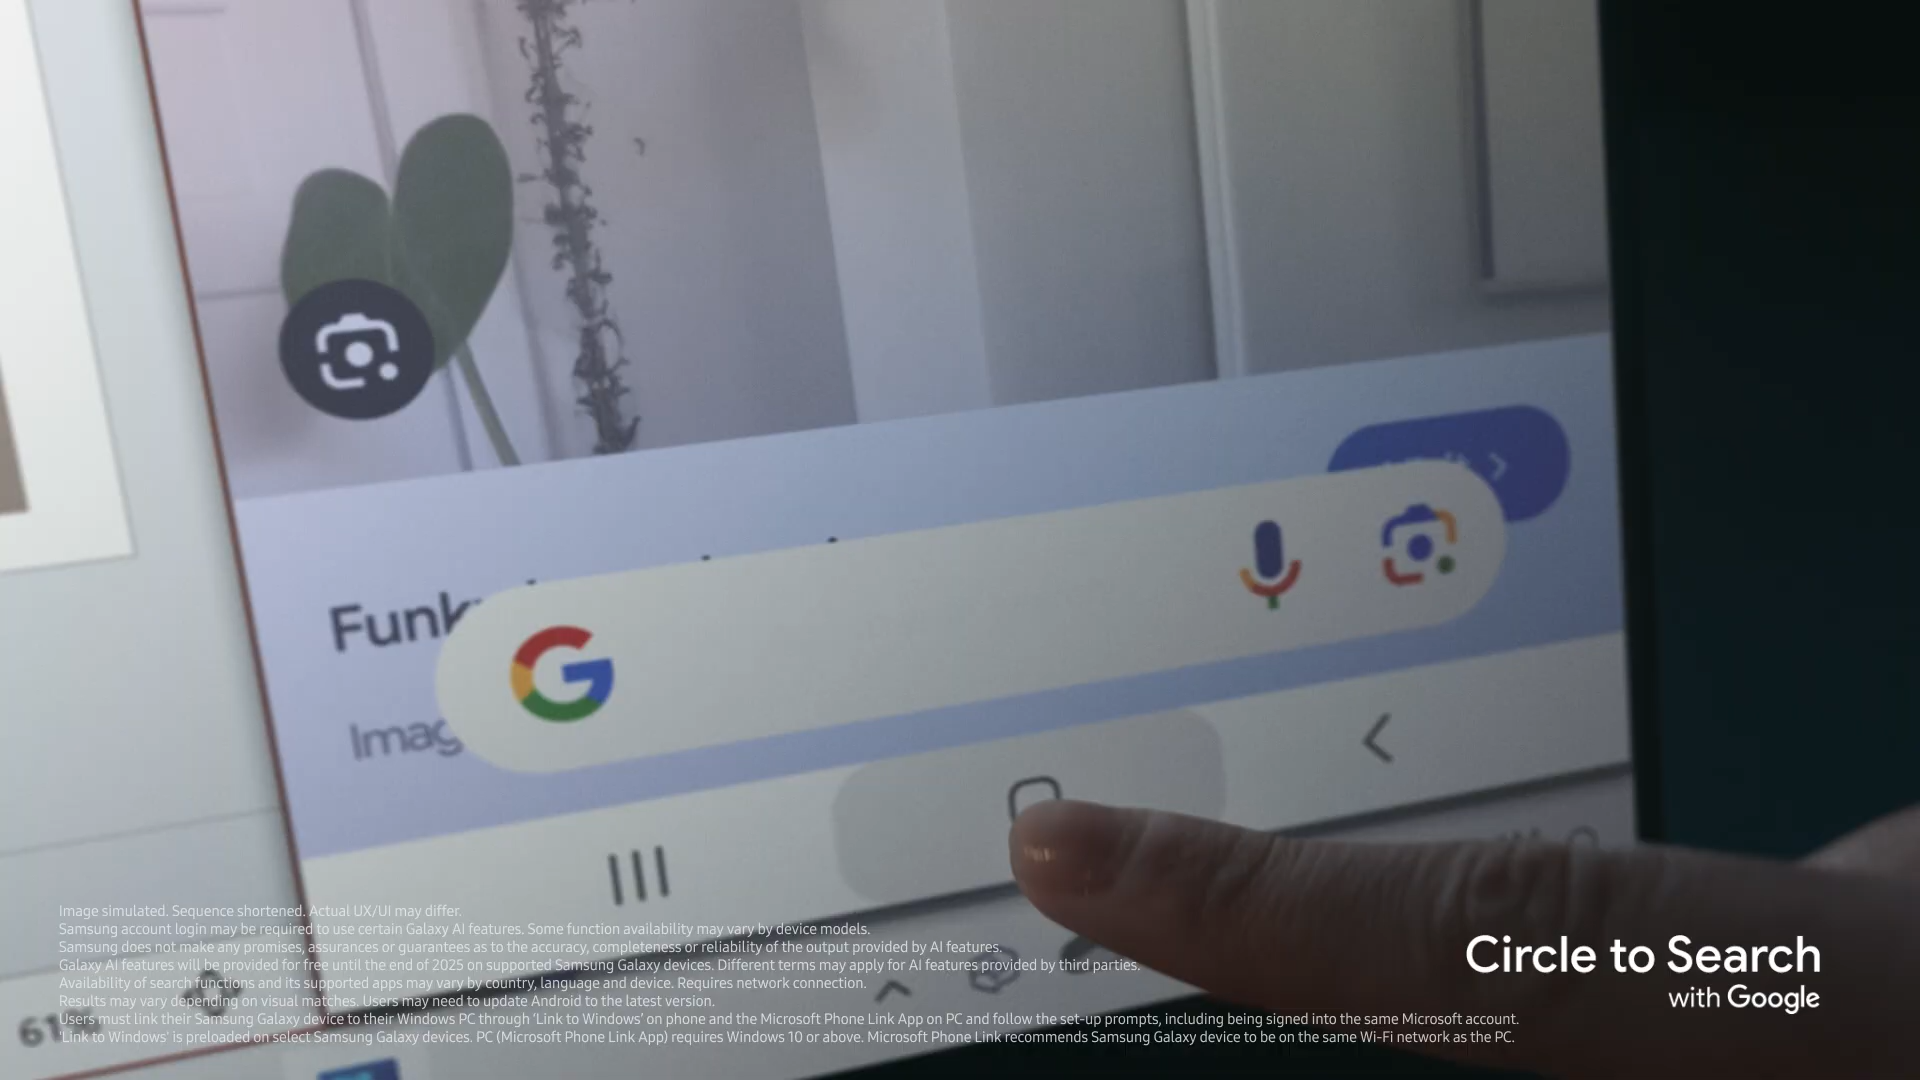 Funk
Imag
G
Image simulated. Sequence shortened. Actual UX/UI may differ.
Samsung account login may be required to use certain Galaxy AI features. Some function availability may vary by device models.
Samsung does not make any promises, assurances or guarantees as to the accuracy, completeness or reliability of the output provided by AI features.
Galaxy AI features will be provided for free until the end of 2025 on supported Samsung Galaxy devices. Different terms may apply for AI features provided by third parties.
Availability of search functions and its supported apps may vary by country, language and device. Requires network connection.
Results may vary depending on visual matches. Users may need to update Android to the latest version.
Users must link their Samsung Galaxy device to their Windows PC through 'Link to Windows' on phone and the Microsoft Phone Link App on PC and follow the set-up prompts, including being signed into the same Microsoft account.
'Link to Windows' is preloaded on select Samsung Galaxy devices. PC (Microsoft Phone Link App) requires Windows 10 or above. Microsoft Phone Link recommends Samsung Galaxy device to be on the same Wi-Fi network as the PC.
Circle to Search
with Google